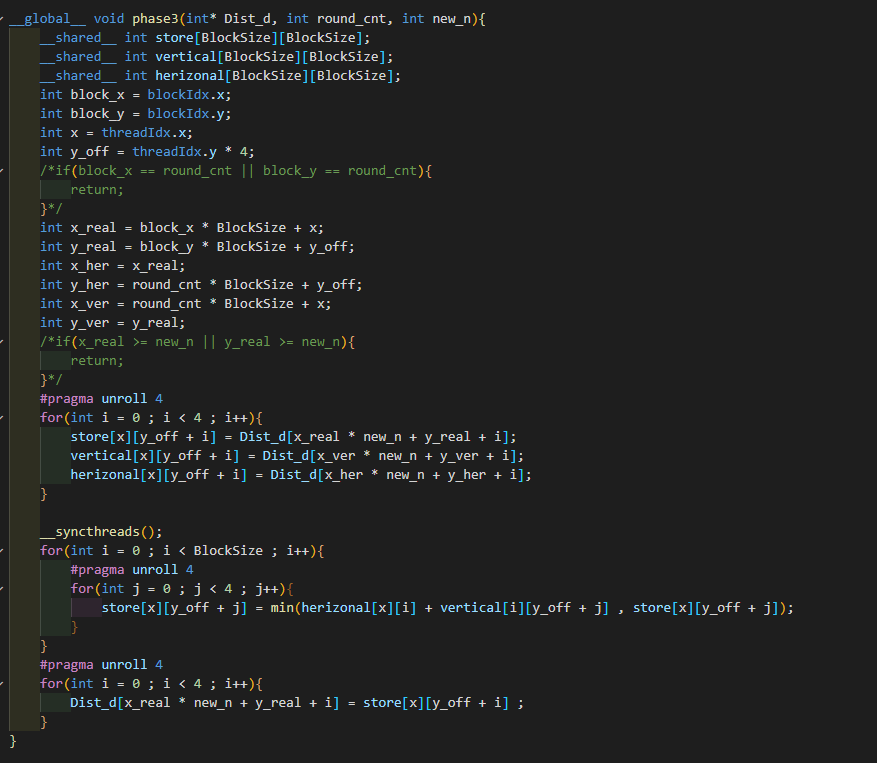 __global__ void phase3(int* Dist_d, int round_cnt, int new_n){
    __shared__ int store[BlockSize][BlockSize];
    __shared__ int vertical[BlockSize][BlockSize];
    __shared__ int herizonal[BlockSize][BlockSize];
    int block_x = blockIdx.x;
    int block_y = blockIdx.y;
    int x = threadIdx.x;
    int y_off = threadIdx.y * 4;
    /*if(block_x == round_cnt || block_y == round_cnt){
        return;
    }*/
    int x_real = block_x * BlockSize + x;
    int y_real = block_y * BlockSize + y_off;
    int x_her = x_real;
    int y_her = round_cnt * BlockSize + y_off;
    int x_ver = round_cnt * BlockSize + x;
    int y_ver = y_real;
    /*if(x_real >= new_n || y_real >= new_n){
        return;
    }*/
    #pragma unroll 4
    for(int i = 0 ; i < 4 ; i++){
        store[x][y_off + i] = Dist_d[x_real * new_n + y_real + i];
        vertical[x][y_off + i] = Dist_d[x_ver * new_n + y_ver + i];
        herizonal[x][y_off + i] = Dist_d[x_her * new_n + y_her + i];
    }

    __syncthreads();
    for(int i = 0 ; i < BlockSize ; i++){
        #pragma unroll 4
        for(int j = 0 ; j < 4 ; j++){
            store[x][y_off + j] = min(herizonal[x][i] + vertical[i][y_off + j] , store[x][y_off + j]);
        }
    }
    #pragma unroll 4
    for(int i = 0 ; i < 4 ; i++){
        Dist_d[x_real * new_n + y_real + i] = store[x][y_off + i] ;
    }
}